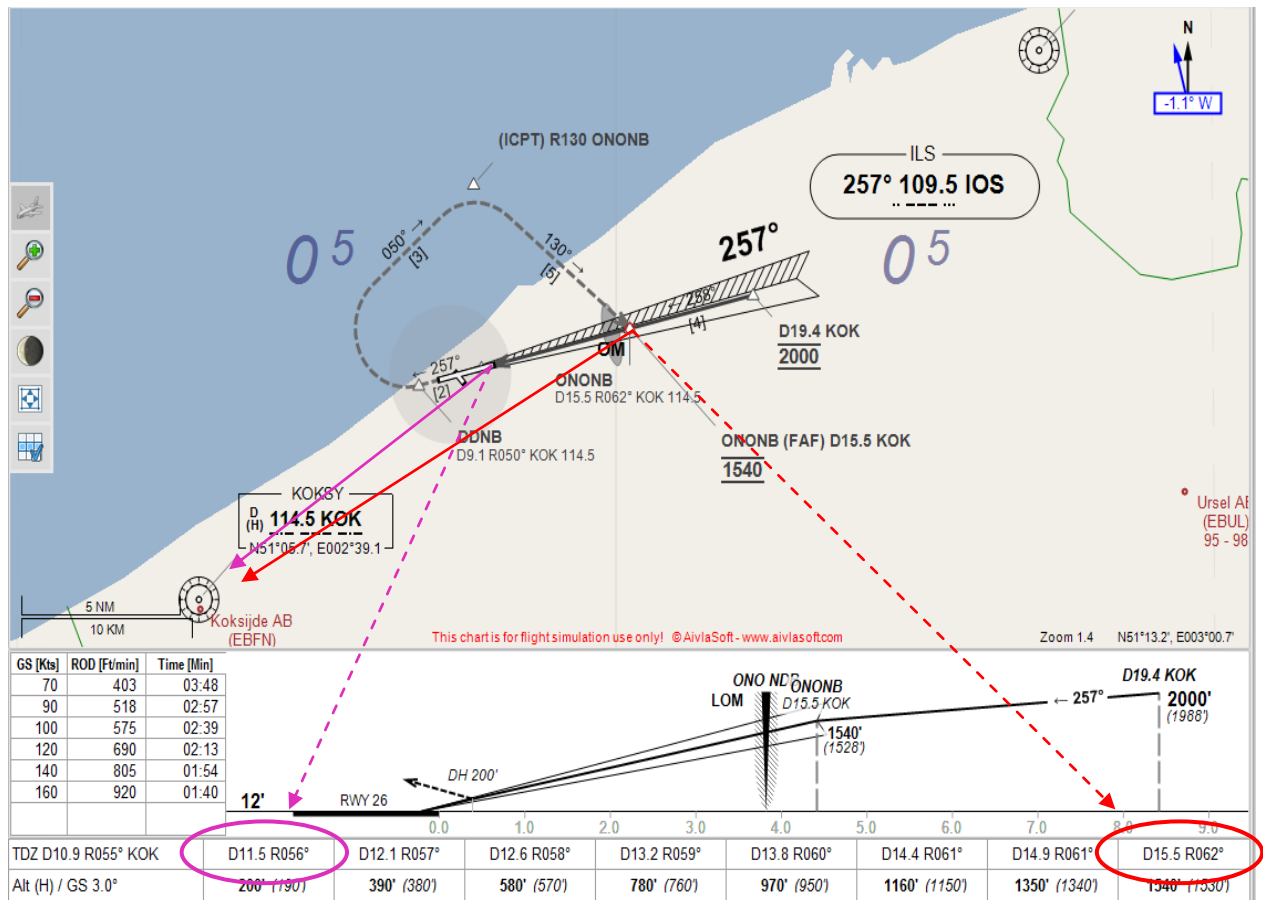 N
-1.1° W
(ICPT) R130 ONONB
ILS
257° 109.5 IOS
0 5
0 5
050° →
[3]
130° →
[5]
257°
← 258°
[4]
D19.4 KOK
2000
OM
← 257°
[2]
ONONB
D15.5 R062° KOK 114.5
DDNB
D9.1 R050° KOK 114.5
ONONB (FAF) D15.5 KOK
1540
KOKSY
D
(H) 114.5 KOK
N51°05.7', E002°39.1
Ursel AB
(EBUL)
95 - 98
5 NM
10 KM
Koksijde AB
(EBFN)
This chart is for flight simulation use only! © AivlaSoft - www.aivlasoft.com
Zoom 1.4 N51°13.2', E003°00.7'
GS [Kts] ROD [Ft/min] Time [Min]
70 403 03:48
90 518 02:57
100 575 02:39
120 690 02:13
140 805 01:54
160 920 01:40
ONO NDB
LOM
ONONB
D15.5 KOK
1540'
(1528')
← 257°
D19.4 KOK
2000'
(1988')
DH 200'
12'
RWY 26
0.0 1.0 2.0 3.0 4.0 5.0 6.0 7.0 8.0 9.0
TDZ D10.9 R055° KOK D11.5 R056° D12.1 R057° D12.6 R058° D13.2 R059° D13.8 R060° D14.4 R061° D14.9 R061° D15.5 R062°
Alt (H) / GS 3.0° 200' (190') 390' (380') 580' (570') 780' (760') 970' (950') 1160' (1150') 1350' (1340') 1540' (1530')